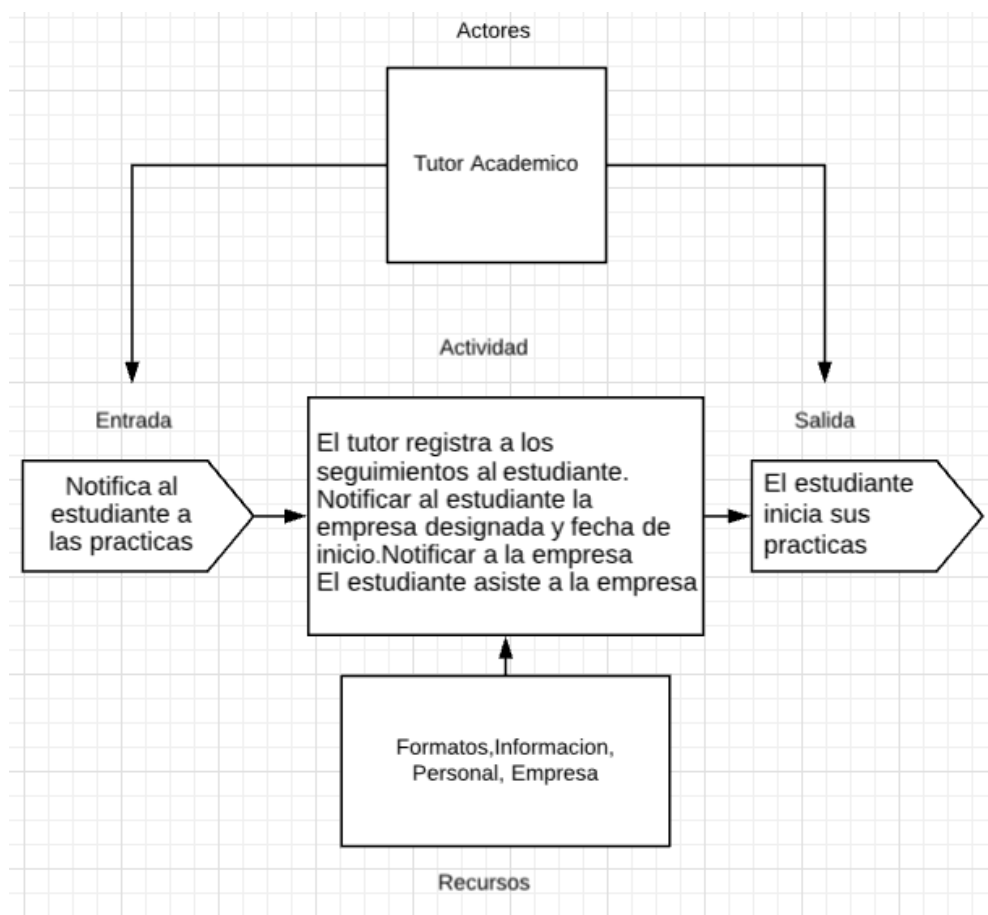 Actores
Tutor Academico
Actividad
Entrada
Salida
Notifica al
estudiante a
las practicas
El tutor registra a los
seguimientos al estudiante.
Notificar al estudiante la
empresa designada y fecha de
inicio.Notificar a la empresa
El estudiante asiste a la empresa
El estudiante
inicia sus
practicas
Formatos,Informacion,
Personal, Empresa
Recursos